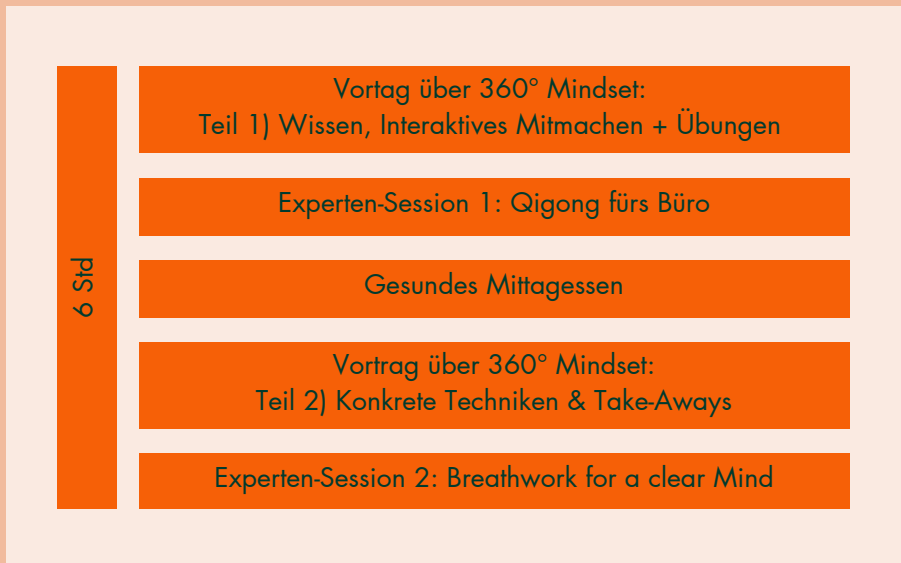 6 Std
Vortag über 360° Mindset:
Teil 1) Wissen, Interaktives Mitmachen + Übungen
Experten-Session 1: Qigong fürs Büro
Gesundes Mittagessen
Vortrag über 360° Mindset:
Teil 2) Konkrete Techniken & Take-Aways
Experten-Session 2: Breathwork for a clear Mind